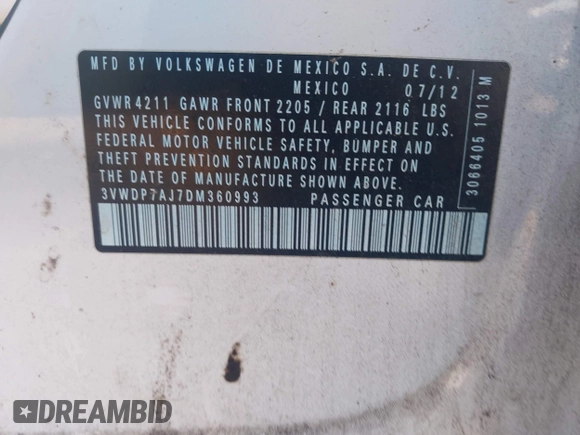 MFD BY VOLKSWAGEN DE MEXICO S.A. DE C.V.
MEXICO 07/12
GVWR 4211 GAWR FRONT 2205 / REAR 2116 LBS
THIS VEHICLE CONFORMS TO ALL APPLICABLE U.S.
FEDERAL MOTOR VEHICLE SAFETY, BUMPER AND
THEFT PREVENTION STANDARDS IN EFFECT ON
THE DATE OF MANUFACTURE SHOWN ABOVE.
3VWDP7AJ7DM360993 PASSENGER CAR
30664051013 M
DREAMBID